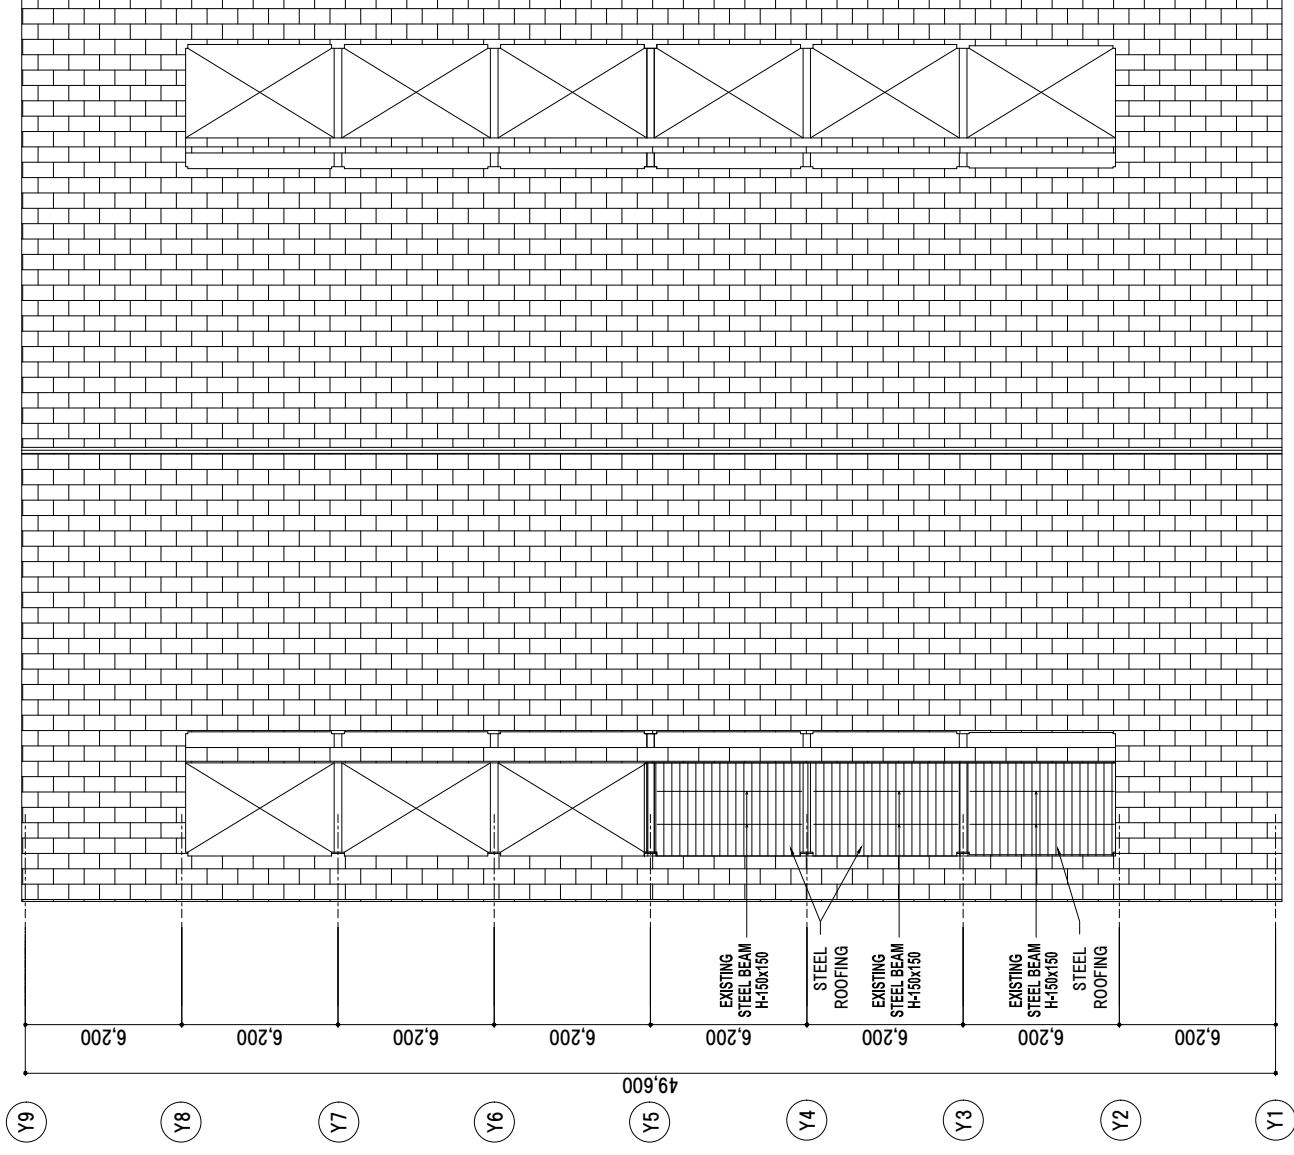 EXISTING
STEEL BEAM
H-150x150
STEEL
ROOFING
EXISTING
STEEL BEAM
H-150x150
EXISTING
STEEL BEAM
H-150x150
STEEL
ROOFING
6,200
6,200
6,200
6,200
6,200
6,200
6,200
6,200
49,600
Y9
Y8
Y7
Y6
Y5
Y4
Y3
Y2
Y1